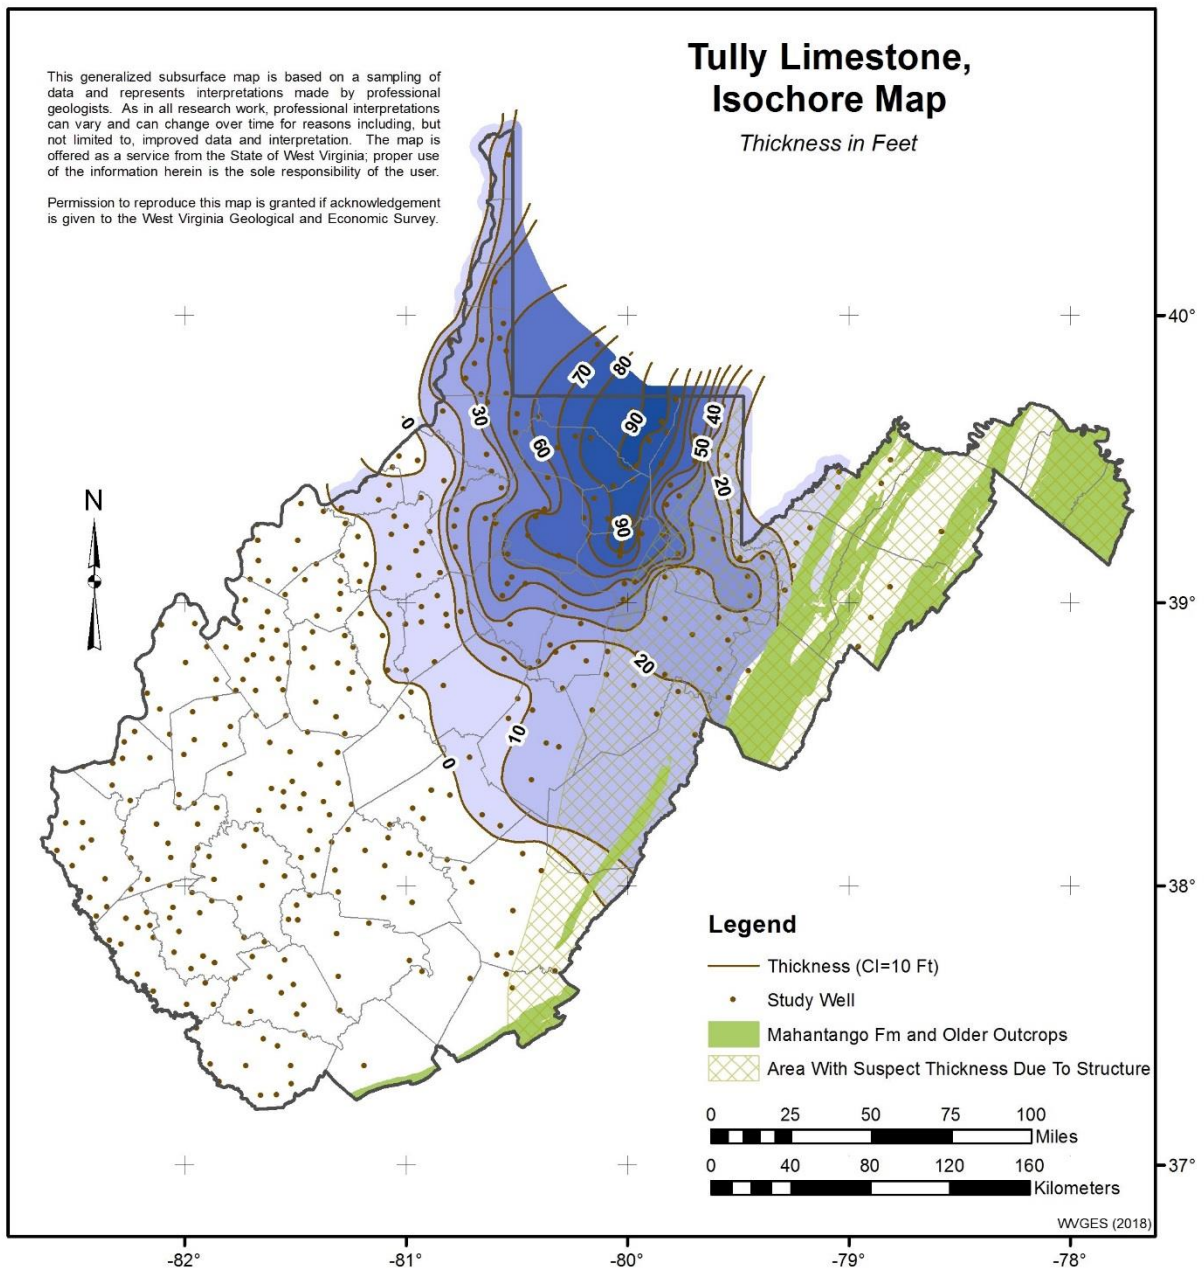 Tully Limestone,
Isochore Map
Thickness in Feet
This generalized subsurface map is based on a sampling of
data and represents interpretations made by professional
geologists. As in all research work, professional interpretations
can vary and can change over time for reasons including, but
not limited to, improved data and interpretation. The map is
offered as a service from the State of West Virginia; proper use
of the information herein is the sole responsibility of the user.
Permission to reproduce this map is granted if acknowledgement
is given to the West Virginia Geological and Economic Survey.
40°
80
70
0
30
90
40
60
50
20
N
90
39°
20
10
0
38°
Legend
Thickness (CI=10 Ft)
Study Well
Mahantango Fm and Older Outcrops
Area With Suspect Thickness Due To Structure
0 25 50 75 100
Miles
0 40 80 120 160
Kilometers
37°
WVGES (2018)
-82° -81° -80° -79° -78°